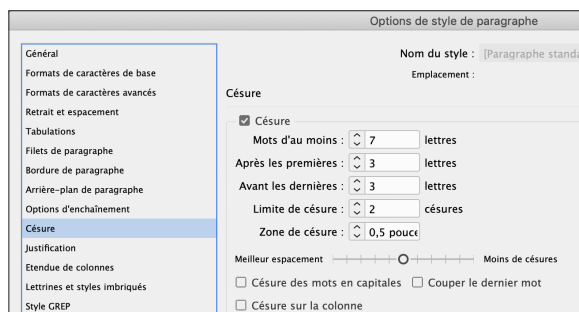 Options de style de paragraphe
Général
Formats de caractères de base
Formats de caractères avancés
Retrait et espacement
Tabulations
Filets de paragraphe
Bordure de paragraphe
Arrière-plan de paragraphe
Options d'enchaînement
Césure
Justification
Etendue de colonnes
Lettrines et styles imbriqués
Style GREP
Nom du style : [Paragraphe standa
Emplacement :
Césure
Césure
Mots d'au moins : 7 lettres
Après les premières : 3 lettres
Avant les dernières : 3 lettres
Limite de césure : 2 césures
Zone de césure : 0,5 pouce
Meilleur espacement Moins de césures
Césure des mots en capitales Couper le dernier mot
Césure sur la colonne